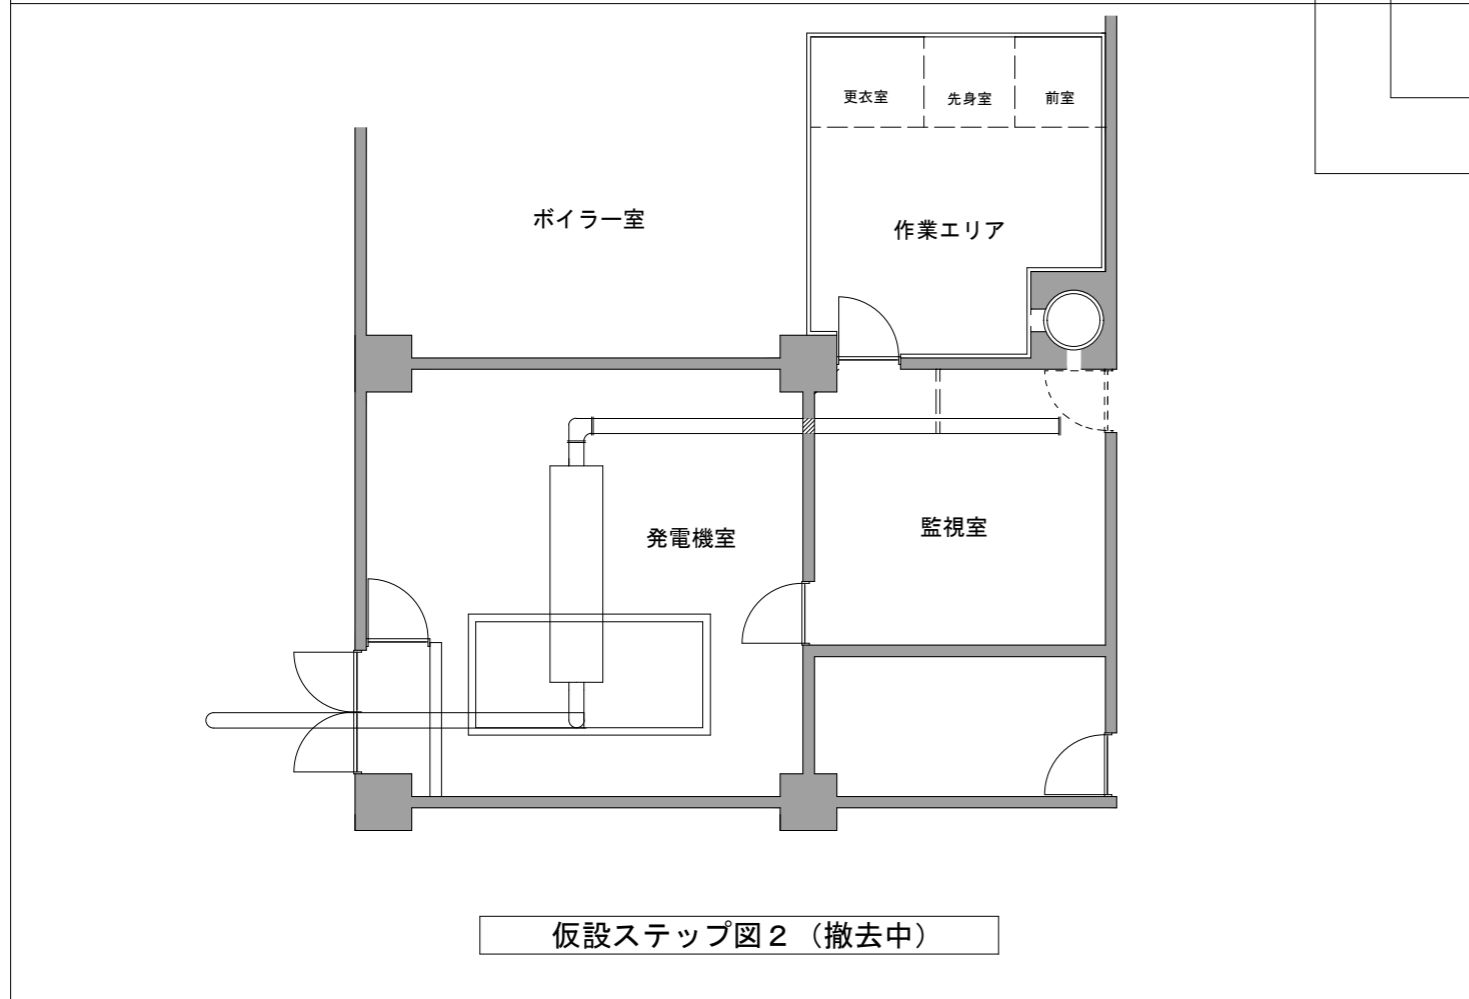 更衣室
先身室
前室
ボイラー室
作業エリア
発電機室
監視室
仮設ステップ図２（撤去中）